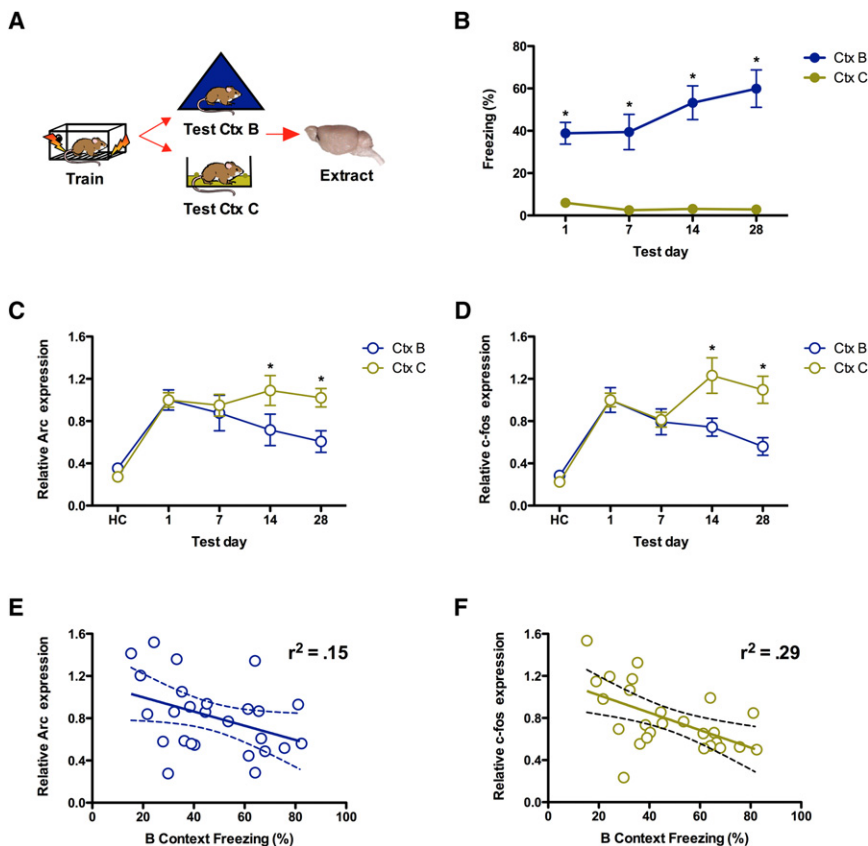 A
Train
Test Ctx B
Test Ctx C
Extract
B
Freezing (%)
80
60
40
20
0
1
7
14
28
Test day
*
*
*
*
Ctx B
Ctx C
C
Relative Arc expression
1.6
1.2
0.8
0.4
0.0
HC
1
7
14
28
Test day
*
*
Ctx B
Ctx C
D
Relative c-fos expression
1.6
1.2
0.8
0.4
0.0
HC
1
7
14
28
Test day
*
*
Ctx B
Ctx C
E
Relative Arc expression
1.6
1.2
0.8
0.4
0.0
0
20
40
60
80
100
B Context Freezing (%)
r² = .15
F
Relative c-fos expression
1.6
1.2
0.8
0.4
0.0
0
20
40
60
80
100
B Context Freezing (%)
r² = .29